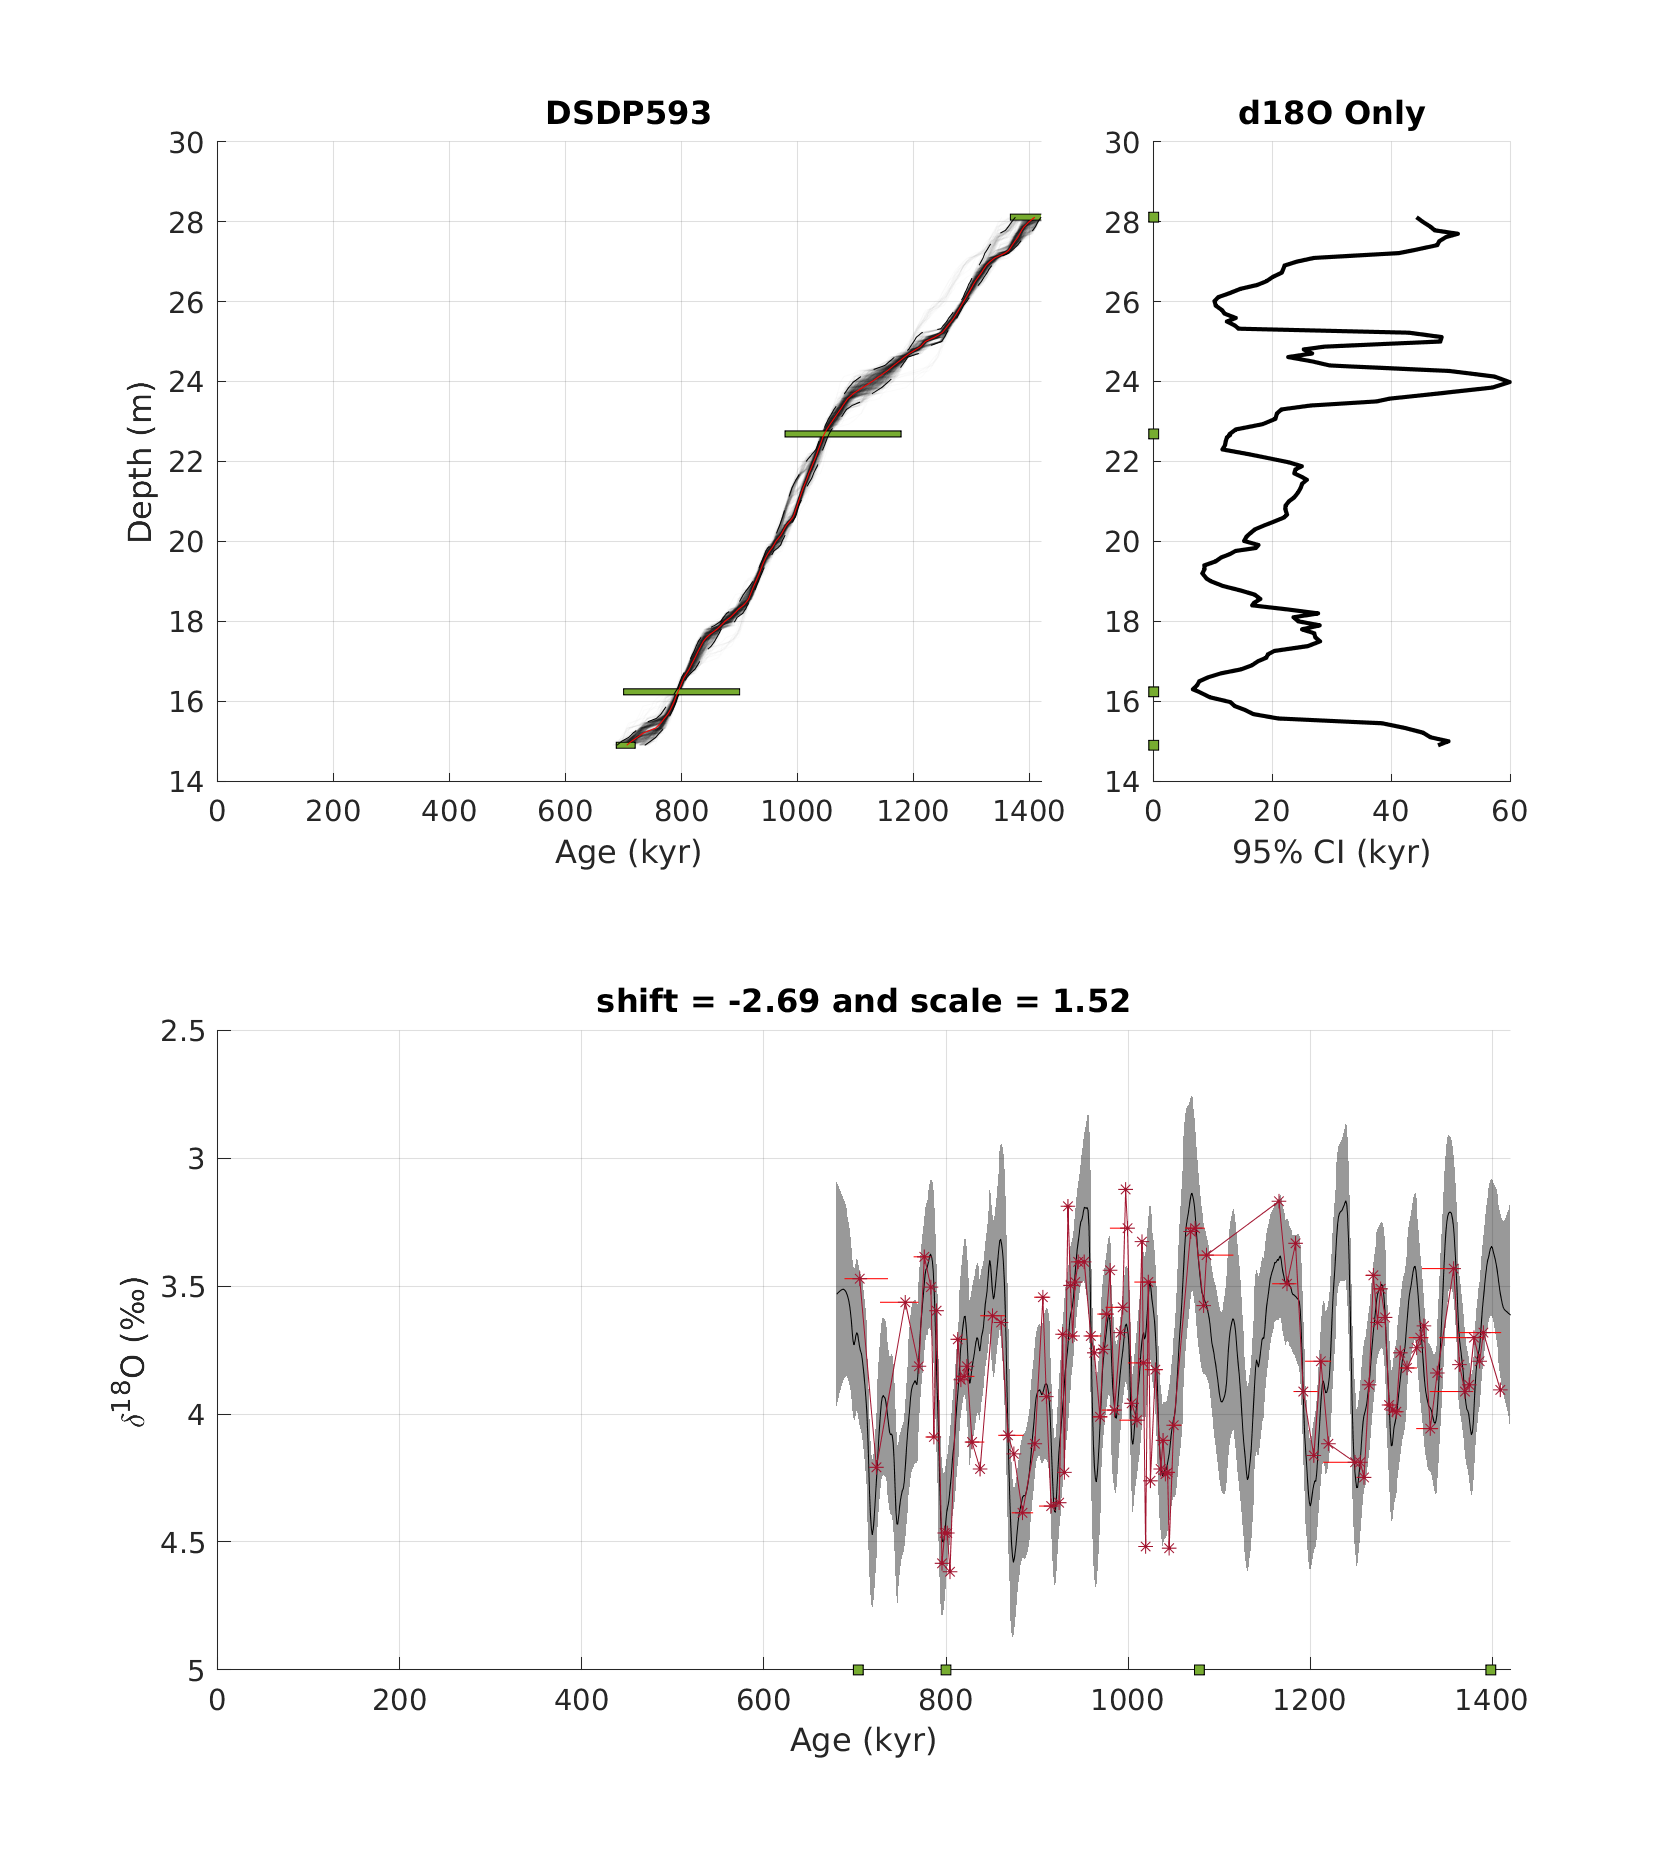 DSDP593
d18O Only
30
28
26
24
22
20
18
16
14
Depth (m)
0 200 400 600 800 1000 1200 1400
Age (kyr)
30
28
26
24
22
20
18
16
14
0 20 40 60
95% CI (kyr)
shift = -2.69 and scale = 1.52
2.5
3
3.5
4
4.5
5
δ18O (‰)
0 200 400 600 800 1000 1200 1400
Age (kyr)